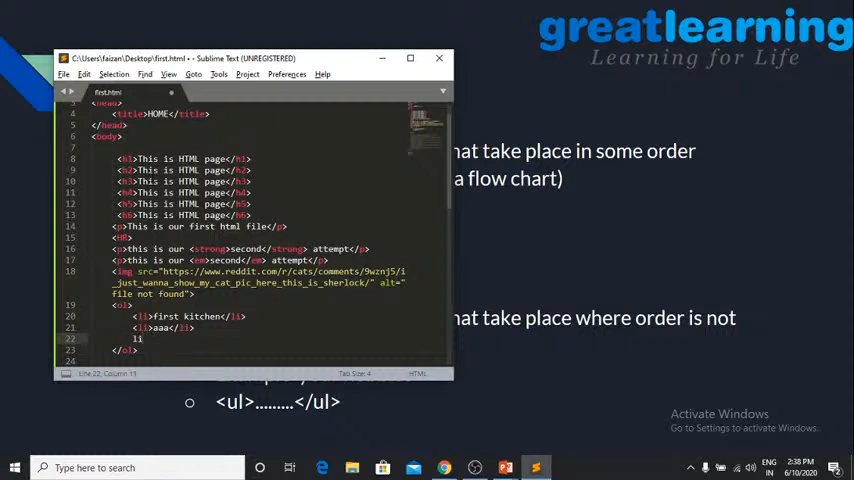 greatlearning
Learning for Life
C:\Users\faizan\Desktop\first.html • - Sublime Text (UNREGISTERED)
File Edit Selection Find View Goto Tools Project Preferences Help
first.html
3 <head>
4 <title>HOME</title>
5 </head>
6 <body>
7
8 <h1>This is HTML page</h1>
9 <h2>This is HTML page</h2>
10 <h3>This is HTML page</h3>
11 <h4>This is HTML page</h4>
12 <h5>This is HTML page</h5>
13 <h6>This is HTML page</h6>
14 <p>This is our first html file</p>
15 <HR>
16 <p>this is our <strong>second</strong> attempt</p>
17 <p>this is our <em>second</em> attempt</p>
18 <img src="https://www.reddit.com/r/cats/comments/9wznj5/i
_just_wanna_show_my_cat_pic_here_this_is_sherlock/" alt="
file not found">
19 <ol>
20 <li>first kitchen</li>
21 <li>aaa</li>
22 li
23 </ol>
24
Line 22, Column 11 Tab Size: 4 HTML
hat take place in some order
a flow chart)
hat take place where order is not
<ul>.........</ul>
Activate Windows
Go to Settings to activate Windows.
Type here to search
ENG
IN
2:38 PM
6/10/2020
2